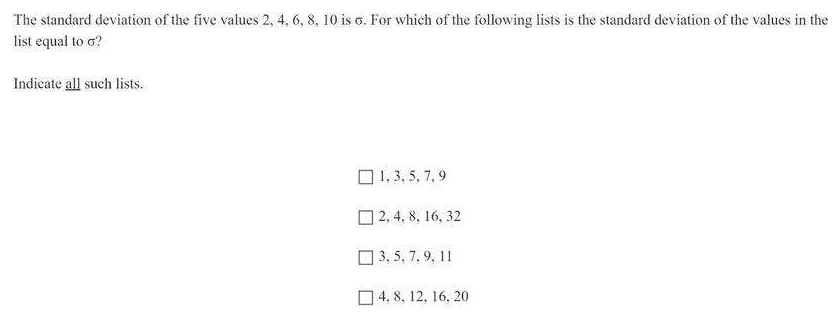 The standard deviation of the five values 2, 4, 6, 8, 10 is σ. For which of the following lists is the standard deviation of the values in the
list equal to σ?
Indicate all such lists.
1, 3, 5, 7, 9
2, 4, 8, 16, 32
3, 5, 7, 9, 11
4, 8, 12, 16, 20